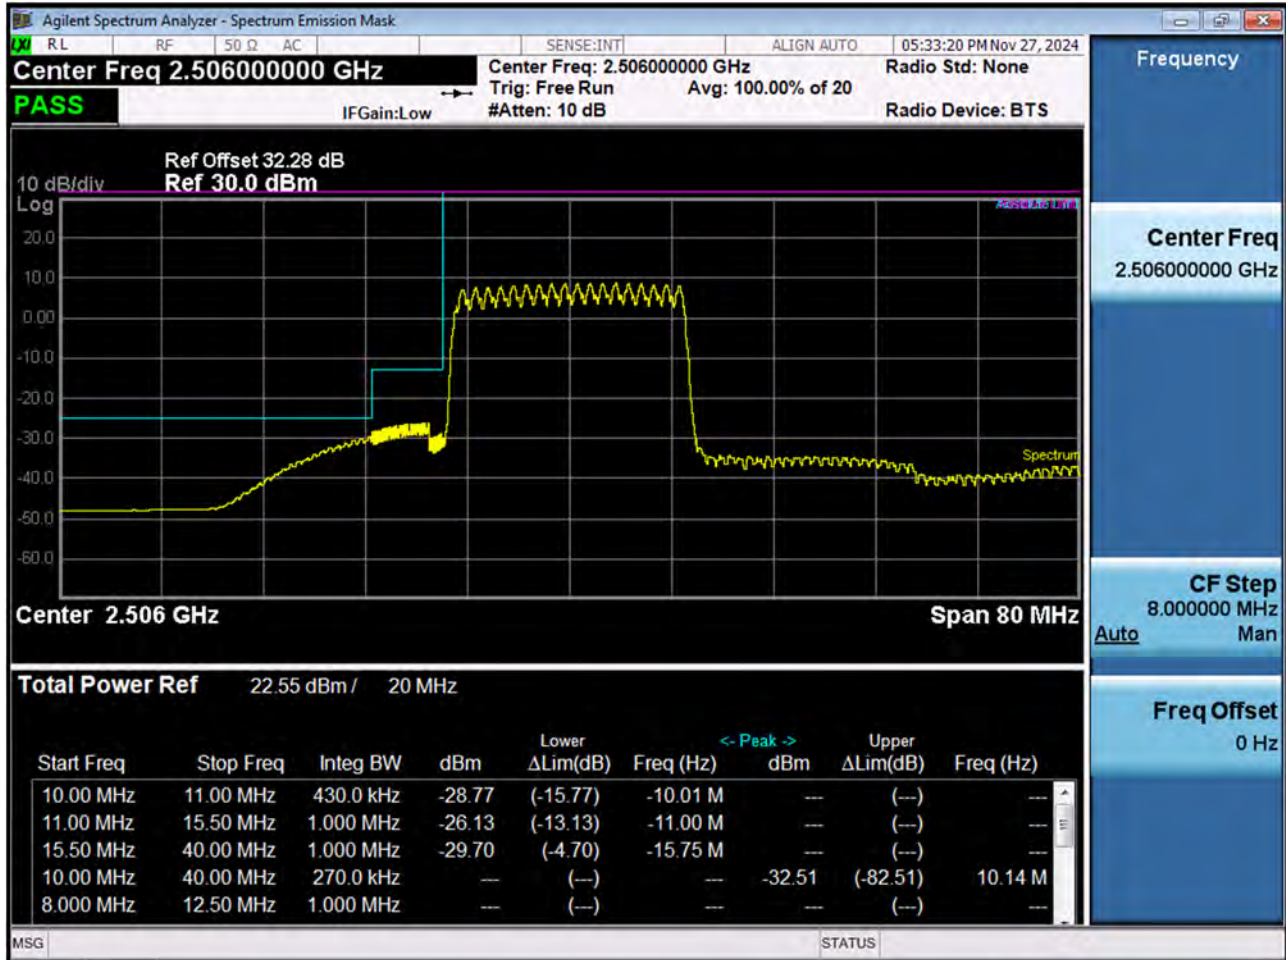 Agilent Spectrum Analyzer - Spectrum Emission Mask
LXI RL RF 50 Ω AC SENSE:INT ALIGN AUTO 05:33:20 PM Nov 27, 2024
Center Freq 2.506000000 GHz
Center Freq: 2.506000000 GHz Radio Std: None
Trig: Free Run Avg: 100.00% of 20
PASS IFGain:Low #Atten: 10 dB Radio Device: BTS
Ref Offset 32.28 dB
10 dB/div Ref 30.0 dBm
Log
Absolute Limit
20.0
10.0
0.00
-10.0
-20.0
-30.0
Spectrum
-40.0
-50.0
-60.0
Center 2.506 GHz Span 80 MHz
Total Power Ref 22.55 dBm / 20 MHz
Lower <- Peak -> Upper
Start Freq Stop Freq Integ BW dBm ΔLim(dB) Freq (Hz) dBm ΔLim(dB) Freq (Hz)
10.00 MHz 11.00 MHz 430.0 kHz -28.77 (-15.77) -10.01 M --- (---) ---
11.00 MHz 15.50 MHz 1.000 MHz -26.13 (-13.13) -11.00 M --- (---) ---
15.50 MHz 40.00 MHz 1.000 MHz -29.70 (-4.70) -15.75 M --- (---) ---
10.00 MHz 40.00 MHz 270.0 kHz --- (---) --- -32.51 (-82.51) 10.14 M
8.000 MHz 12.50 MHz 1.000 MHz --- (---) --- --- (---) ---
MSG STATUS
Frequency
Center Freq
2.506000000 GHz
CF Step
8.000000 MHz
Auto Man
Freq Offset
0 Hz